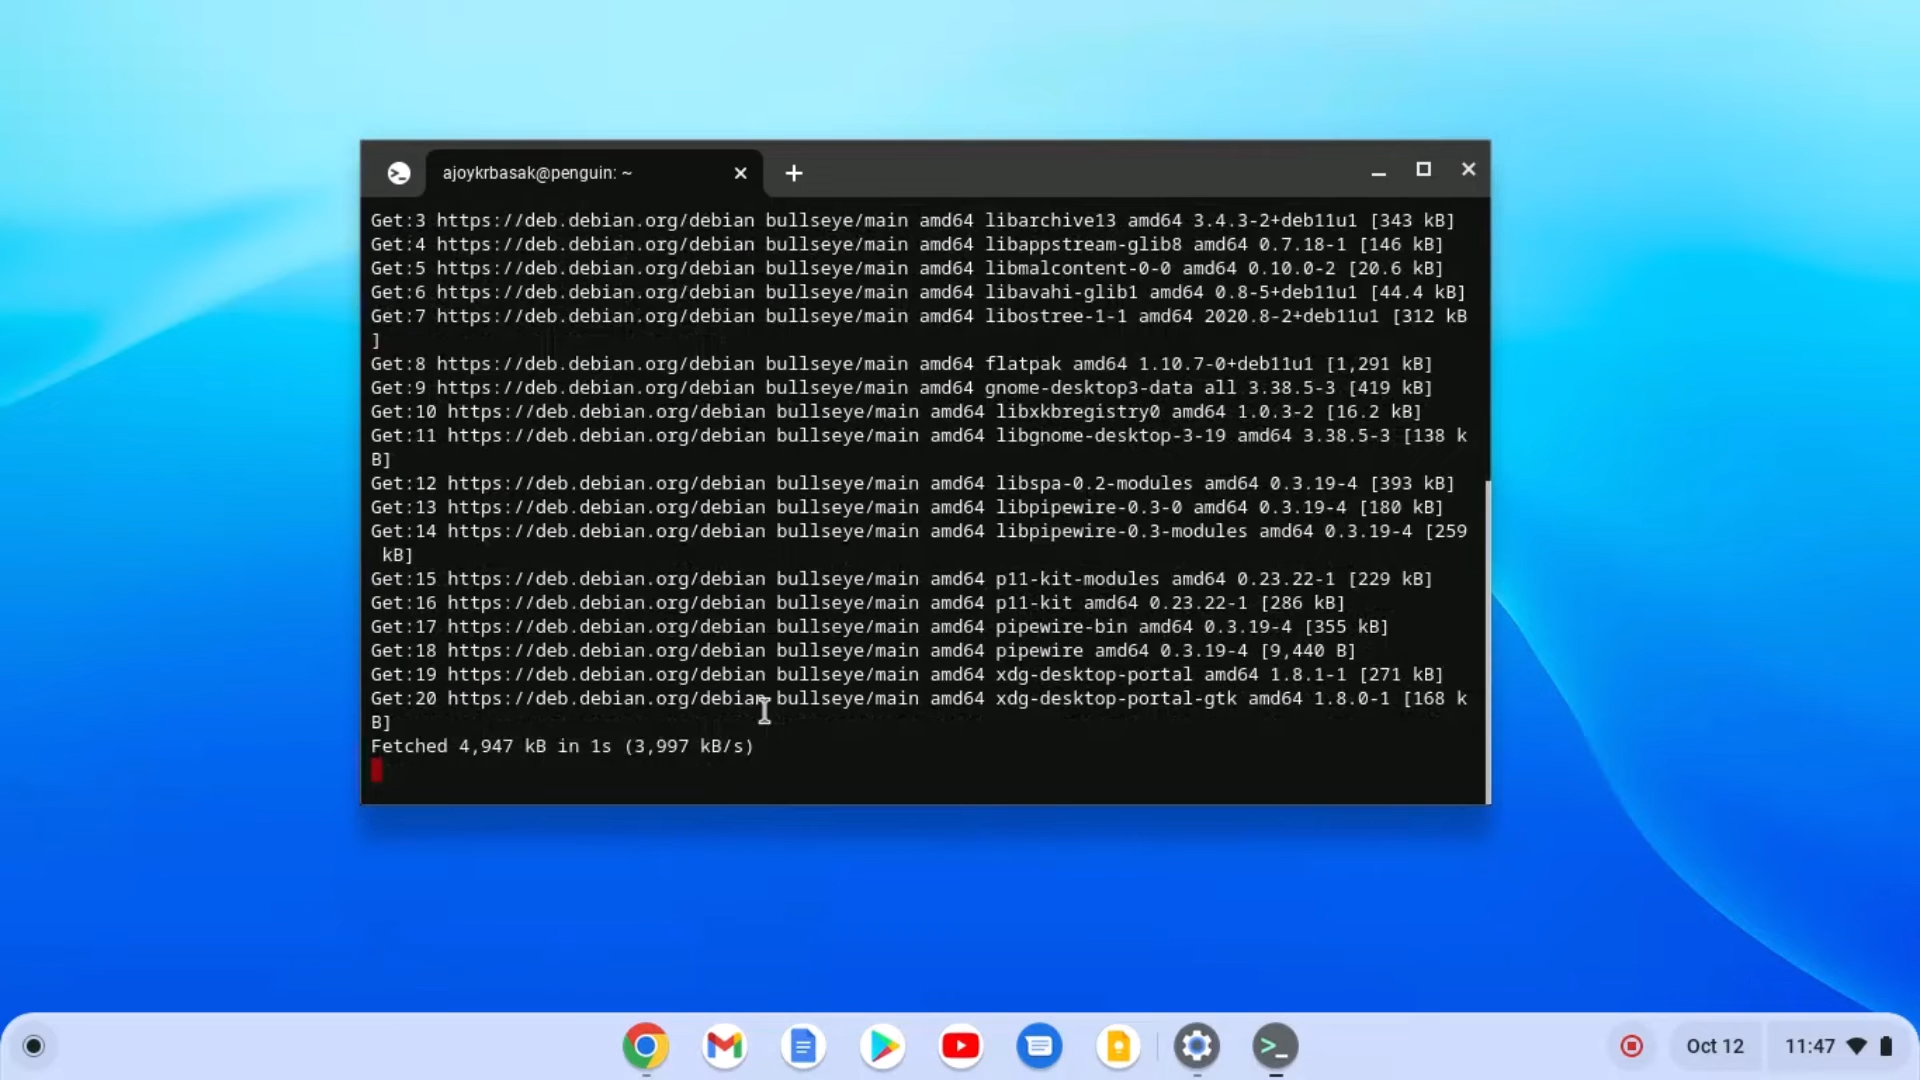 ajoykrbasak@penguin: ~
Get:3 https://deb.debian.org/debian bullseye/main amd64 libarchive13 amd64 3.4.3-2+deb11u1 [343 kB]
Get:4 https://deb.debian.org/debian bullseye/main amd64 libappstream-glib8 amd64 0.7.18-1 [146 kB]
Get:5 https://deb.debian.org/debian bullseye/main amd64 libmalcontent-0-0 amd64 0.10.0-2 [20.6 kB]
Get:6 https://deb.debian.org/debian bullseye/main amd64 libavahi-glib1 amd64 0.8-5+deb11u1 [44.4 kB]
Get:7 https://deb.debian.org/debian bullseye/main amd64 libostree-1-1 amd64 2020.8-2+deb11u1 [312 kB
]
Get:8 https://deb.debian.org/debian bullseye/main amd64 flatpak amd64 1.10.7-0+deb11u1 [1,291 kB]
Get:9 https://deb.debian.org/debian bullseye/main amd64 gnome-desktop3-data all 3.38.5-3 [419 kB]
Get:10 https://deb.debian.org/debian bullseye/main amd64 libxkbregistry0 amd64 1.0.3-2 [16.2 kB]
Get:11 https://deb.debian.org/debian bullseye/main amd64 libgnome-desktop-3-19 amd64 3.38.5-3 [138 k
B]
Get:12 https://deb.debian.org/debian bullseye/main amd64 libspa-0.2-modules amd64 0.3.19-4 [393 kB]
Get:13 https://deb.debian.org/debian bullseye/main amd64 libpipewire-0.3-0 amd64 0.3.19-4 [180 kB]
Get:14 https://deb.debian.org/debian bullseye/main amd64 libpipewire-0.3-modules amd64 0.3.19-4 [259
kB]
Get:15 https://deb.debian.org/debian bullseye/main amd64 p11-kit-modules amd64 0.23.22-1 [229 kB]
Get:16 https://deb.debian.org/debian bullseye/main amd64 p11-kit amd64 0.23.22-1 [286 kB]
Get:17 https://deb.debian.org/debian bullseye/main amd64 pipewire-bin amd64 0.3.19-4 [355 kB]
Get:18 https://deb.debian.org/debian bullseye/main amd64 pipewire amd64 0.3.19-4 [9,440 B]
Get:19 https://deb.debian.org/debian bullseye/main amd64 xdg-desktop-portal amd64 1.8.1-1 [271 kB]
Get:20 https://deb.debian.org/debian bullseye/main amd64 xdg-desktop-portal-gtk amd64 1.8.0-1 [168 k
B]
Fetched 4,947 kB in 1s (3,997 kB/s)
Oct 12
11:47